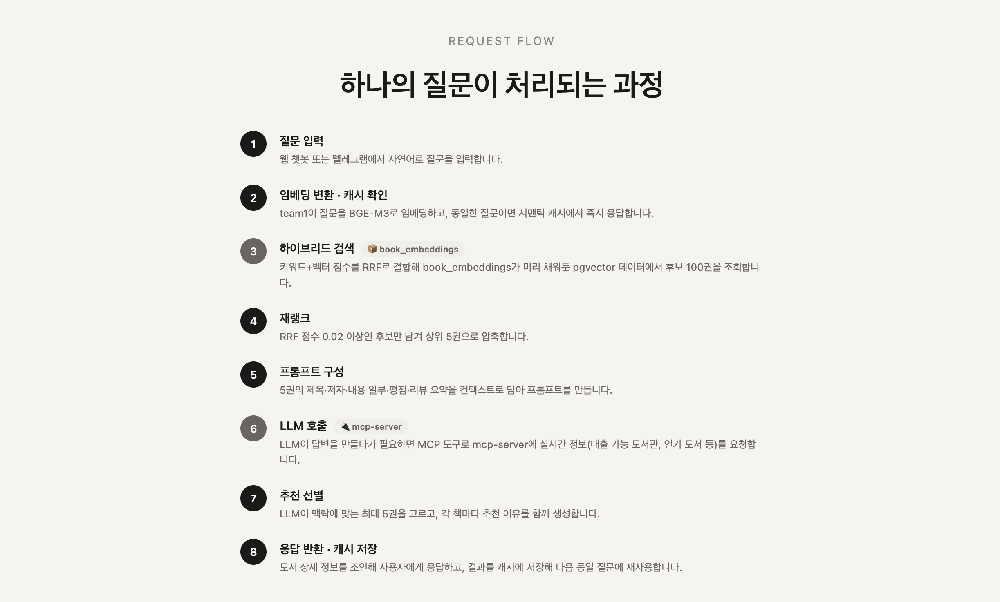 REQUEST FLOW
하나의 질문이 처리되는 과정
1
질문 입력
웹 챗봇 또는 텔레그램에서 자연어로 질문을 입력합니다.
2
임베딩 변환 · 캐시 확인
team1이 질문을 BGE-M3로 임베딩하고, 동일한 질문이면 시맨틱 캐시에서 즉시 응답합니다.
3
하이브리드 검색 📦 book_embeddings
키워드+벡터 점수를 RRF로 결합해 book_embeddings가 미리 채워둔 pgvector 데이터에서 후보 100권을 조회합니
다.
4
재랭크
RRF 점수 0.02 이상인 후보만 남겨 상위 5권으로 압축합니다.
5
프롬프트 구성
5권의 제목·저자·내용 일부·평점·리뷰 요약을 컨텍스트로 담아 프롬프트를 만듭니다.
6
LLM 호출 🔌 mcp-server
LLM이 답변을 만들다가 필요하면 MCP 도구로 mcp-server에 실시간 정보(대출 가능 도서관, 인기 도서 등)를 요청합
니다.
7
추천 선별
LLM이 맥락에 맞는 최대 5권을 고르고, 각 책마다 추천 이유를 함께 생성합니다.
8
응답 반환 · 캐시 저장
도서 상세 정보를 조인해 사용자에게 응답하고, 결과를 캐시에 저장해 다음 동일 질문에 재사용합니다.